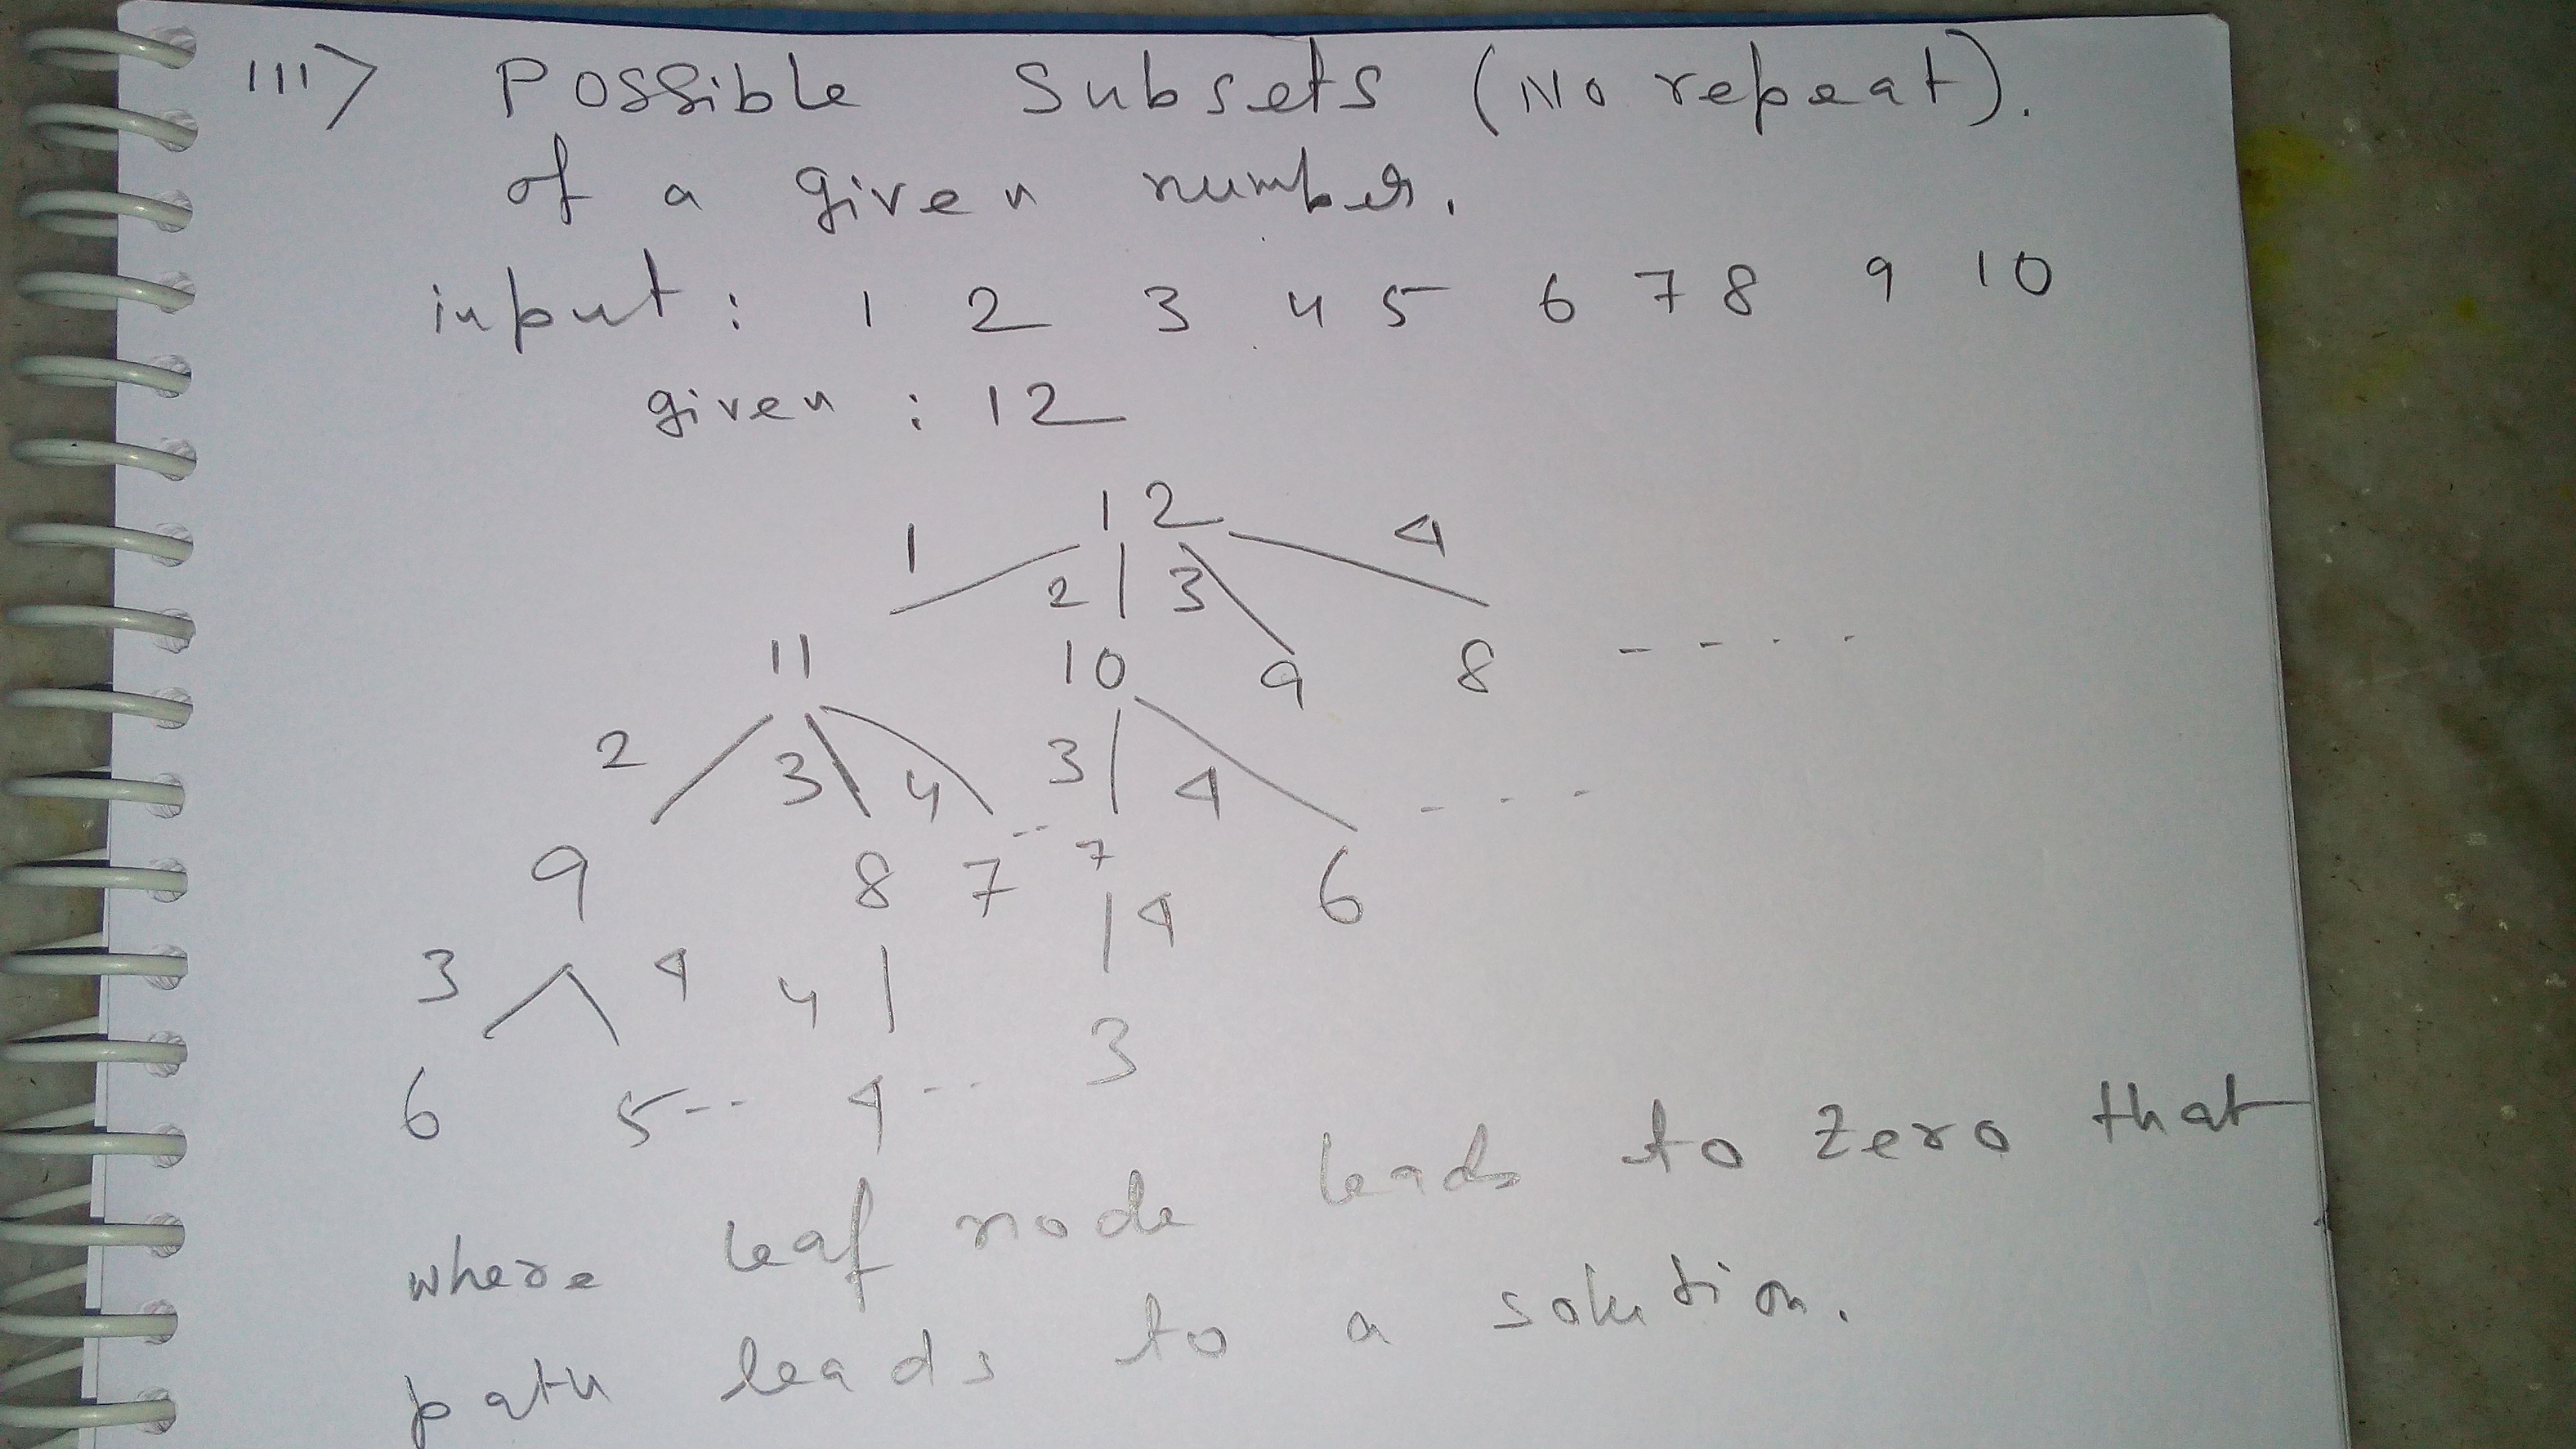 111> Possible Subsets (No repeat).
of a given number.
input : 1 2 3 4 5 6 7 8 9 10
given : 12
12
1 2 3 4
11 10 9 8 - - - -
2 3 4 3 4 - - -
9 8 7 -- 7 6
3 4 4 4
6 5 -- 4 -- 3
where leaf node leads to zero that
path leads to a solution.